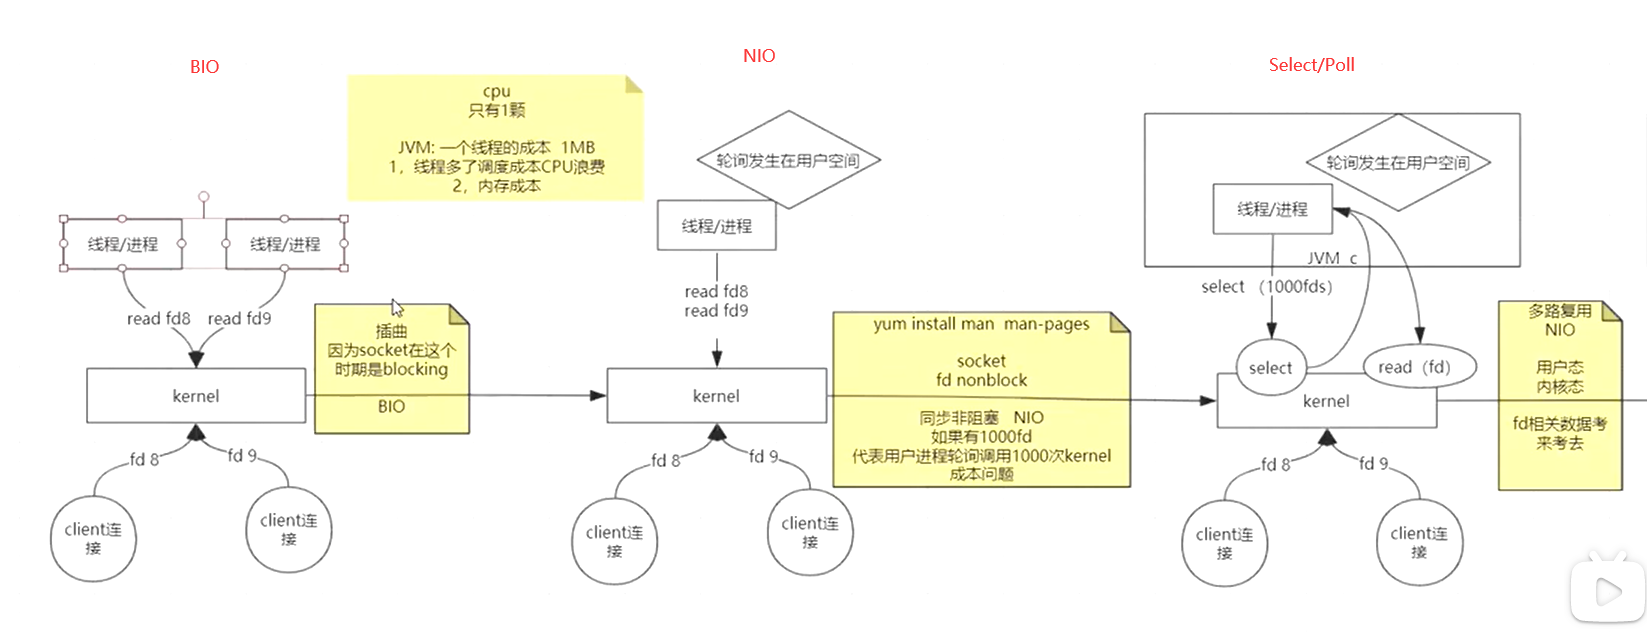 BIO
cpu
只有1颗
JVM: 一个线程的成本 1MB
1，线程多了调度成本CPU浪费
2，内存成本
线程/进程
线程/进程
read fd8
read fd9
插曲
因为socket在这个
时期是blocking
kernel
BIO
fd 8
fd 9
client连
接
client连
接
NIO
轮询发生在用户空间
线程/进程
read fd8
read fd9
yum install man man-pages
socket
fd nonblock
同步非阻塞 NIO
如果有1000fd
代表用户进程轮询调用1000次kernel
成本问题
kernel
fd 8
fd 9
client连
接
client连
接
Select/Poll
轮询发生在用户空间
线程/进程
JVM c
select （1000fds）
select
read（fd）
kernel
多路复用
NIO
用户态
内核态
fd相关数据考
来考去
fd 8
fd 9
client连
接
client连
接